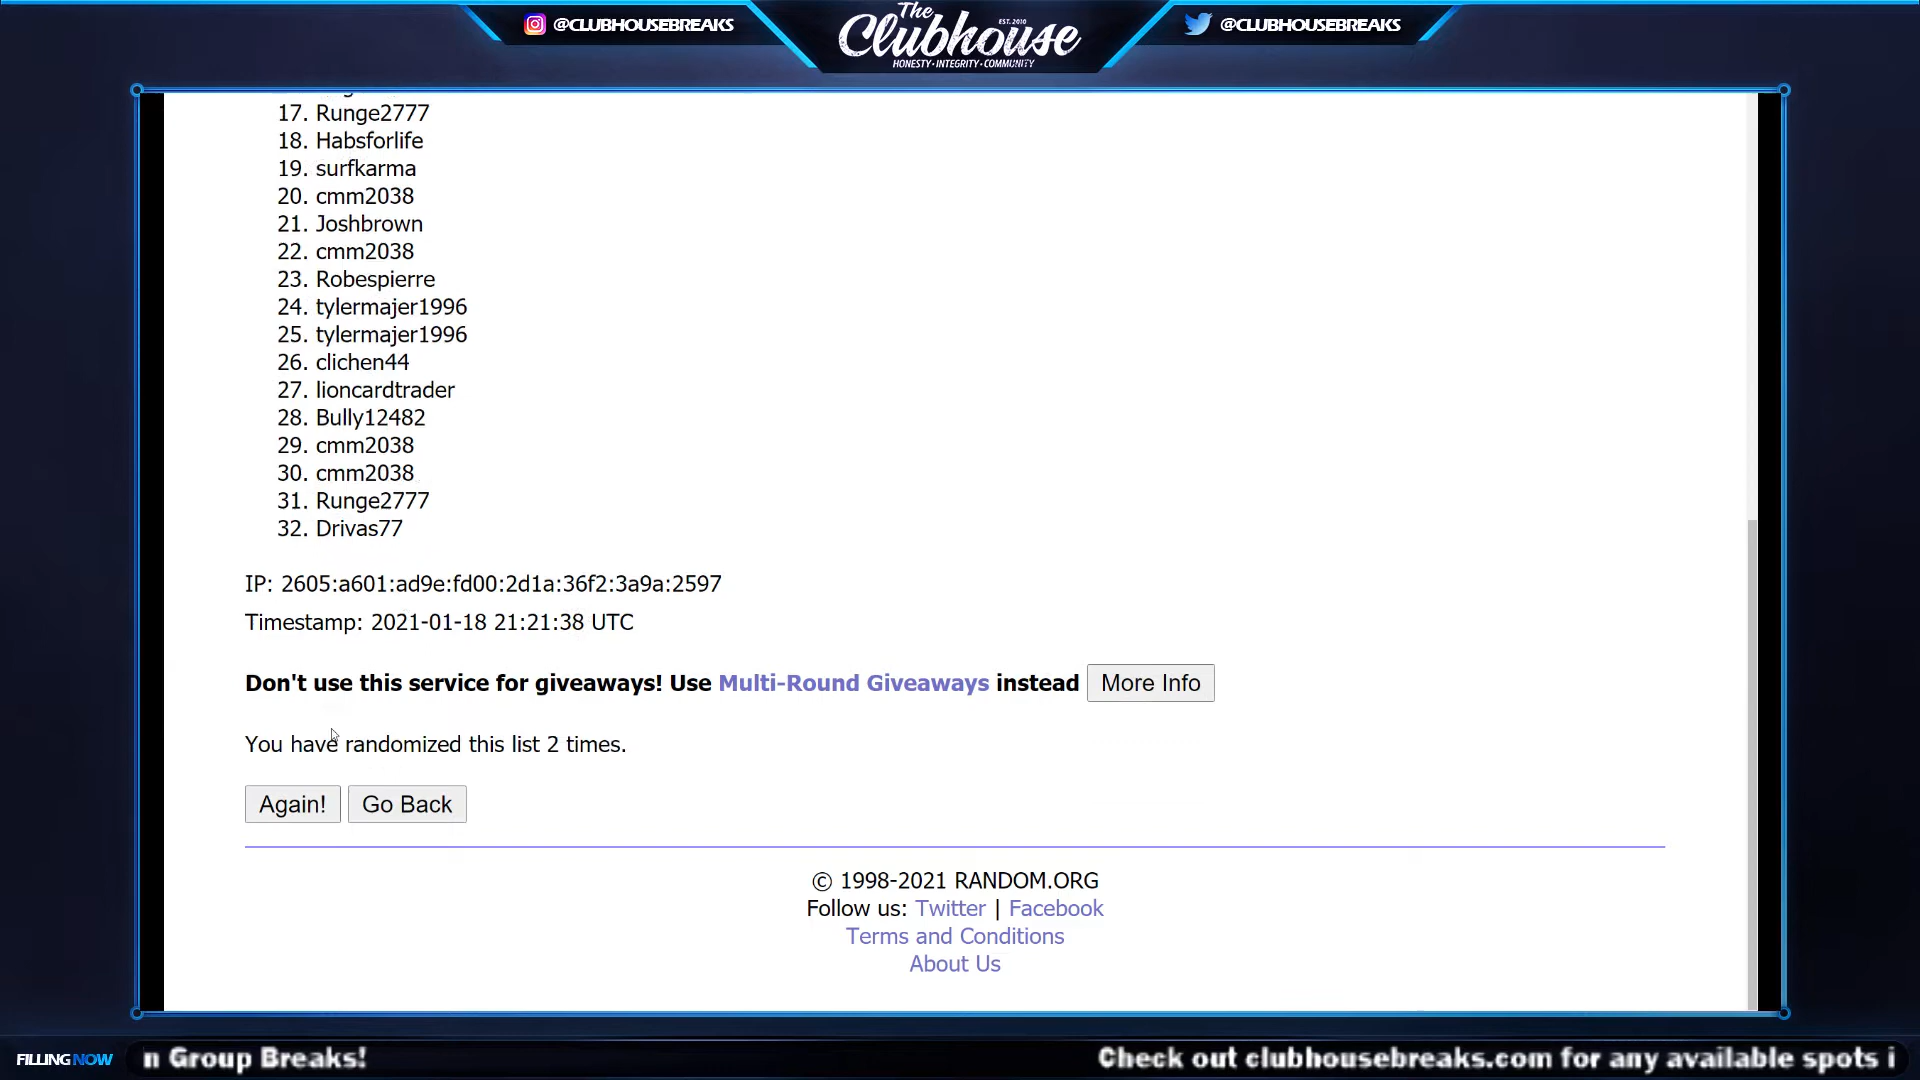 @CLUBHOUSEBREAKS
The
Clubhouse
EST. 2010
HONESTY • INTEGRITY • COMMUNITY
@CLUBHOUSEBREAKS
17. Runge2777
18. Habsforlife
19. surfkarma
20. cmm2038
21. Joshbrown
22. cmm2038
23. Robespierre
24. tylermajer1996
25. tylermajer1996
26. clichen44
27. lioncardtrader
28. Bully12482
29. cmm2038
30. cmm2038
31. Runge2777
32. Drivas77
IP: 2605:a601:ad9e:fd00:2d1a:36f2:3a9a:2597
Timestamp: 2021-01-18 21:21:38 UTC
Don't use this service for giveaways! Use Multi-Round Giveaways instead More Info
You have randomized this list 2 times.
Again! Go Back
© 1998-2021 RANDOM.ORG
Follow us: Twitter | Facebook
Terms and Conditions
About Us
FILLING NOW n Group Breaks! Check out clubhousebreaks.com for any available spots i